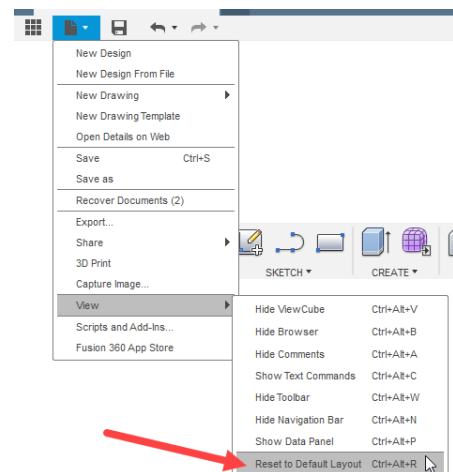 New Design
New Design From File
New Drawing
New Drawing Template
Open Details on Web
Save Ctrl+S
Save as
Recover Documents (2)
Export...
Share
3D Print
Capture Image...
View
Scripts and Add-Ins...
Fusion 360 App Store
SKETCH
CREATE
Hide ViewCube Ctrl+Alt+V
Hide Browser Ctrl+Alt+B
Hide Comments Ctrl+Alt+A
Show Text Commands Ctrl+Alt+C
Hide Toolbar Ctrl+Alt+W
Hide Navigation Bar Ctrl+Alt+N
Show Data Panel Ctrl+Alt+P
Reset to Default Layout Ctrl+Alt+R